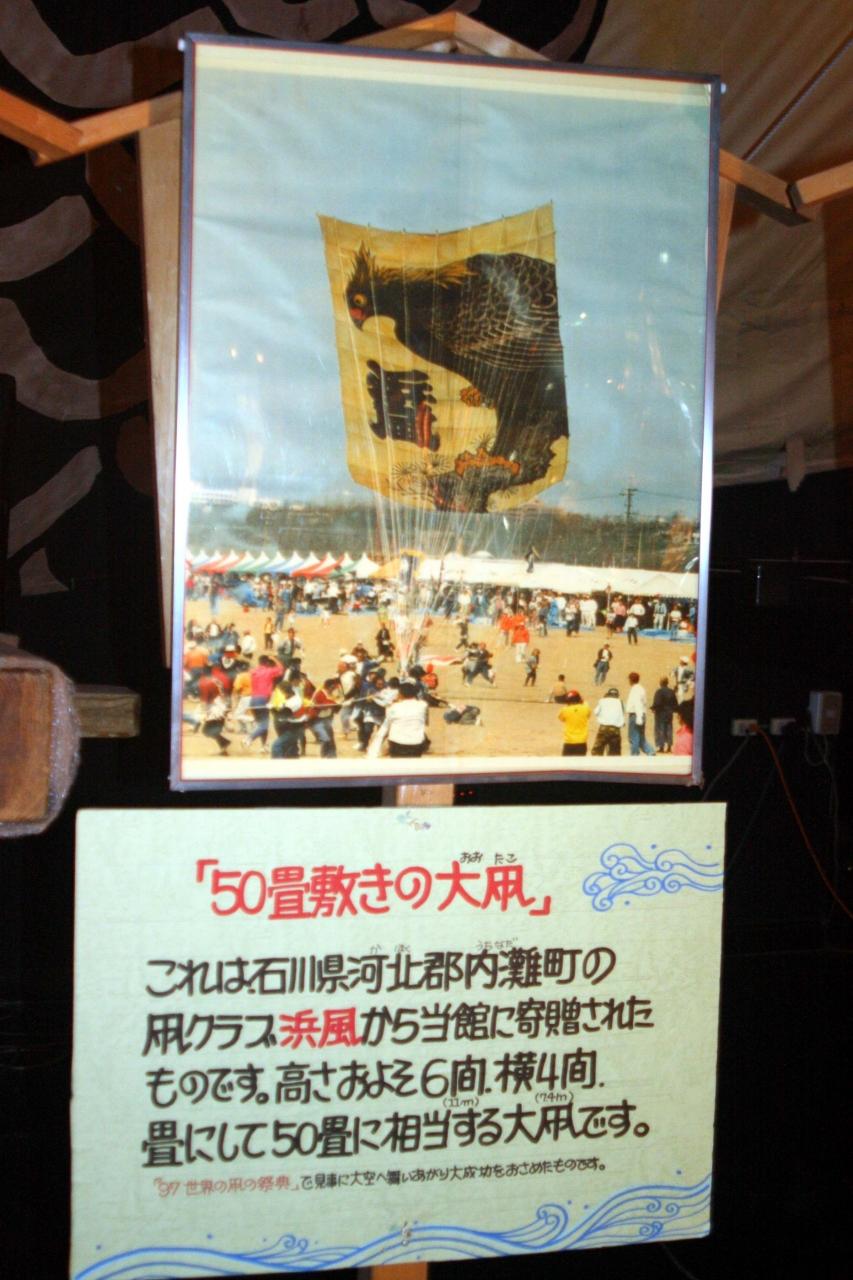 「50畳敷きの大凧」
これは石川県河北郡内灘町の
凧クラブ浜風から当館に寄贈された
ものです。高さおよそ6間.横4間.
畳にして50畳に相当する大凧です。
「'97世界の凧の祭典」で見事に大空へ舞いあがり大成功をおさめたものです。